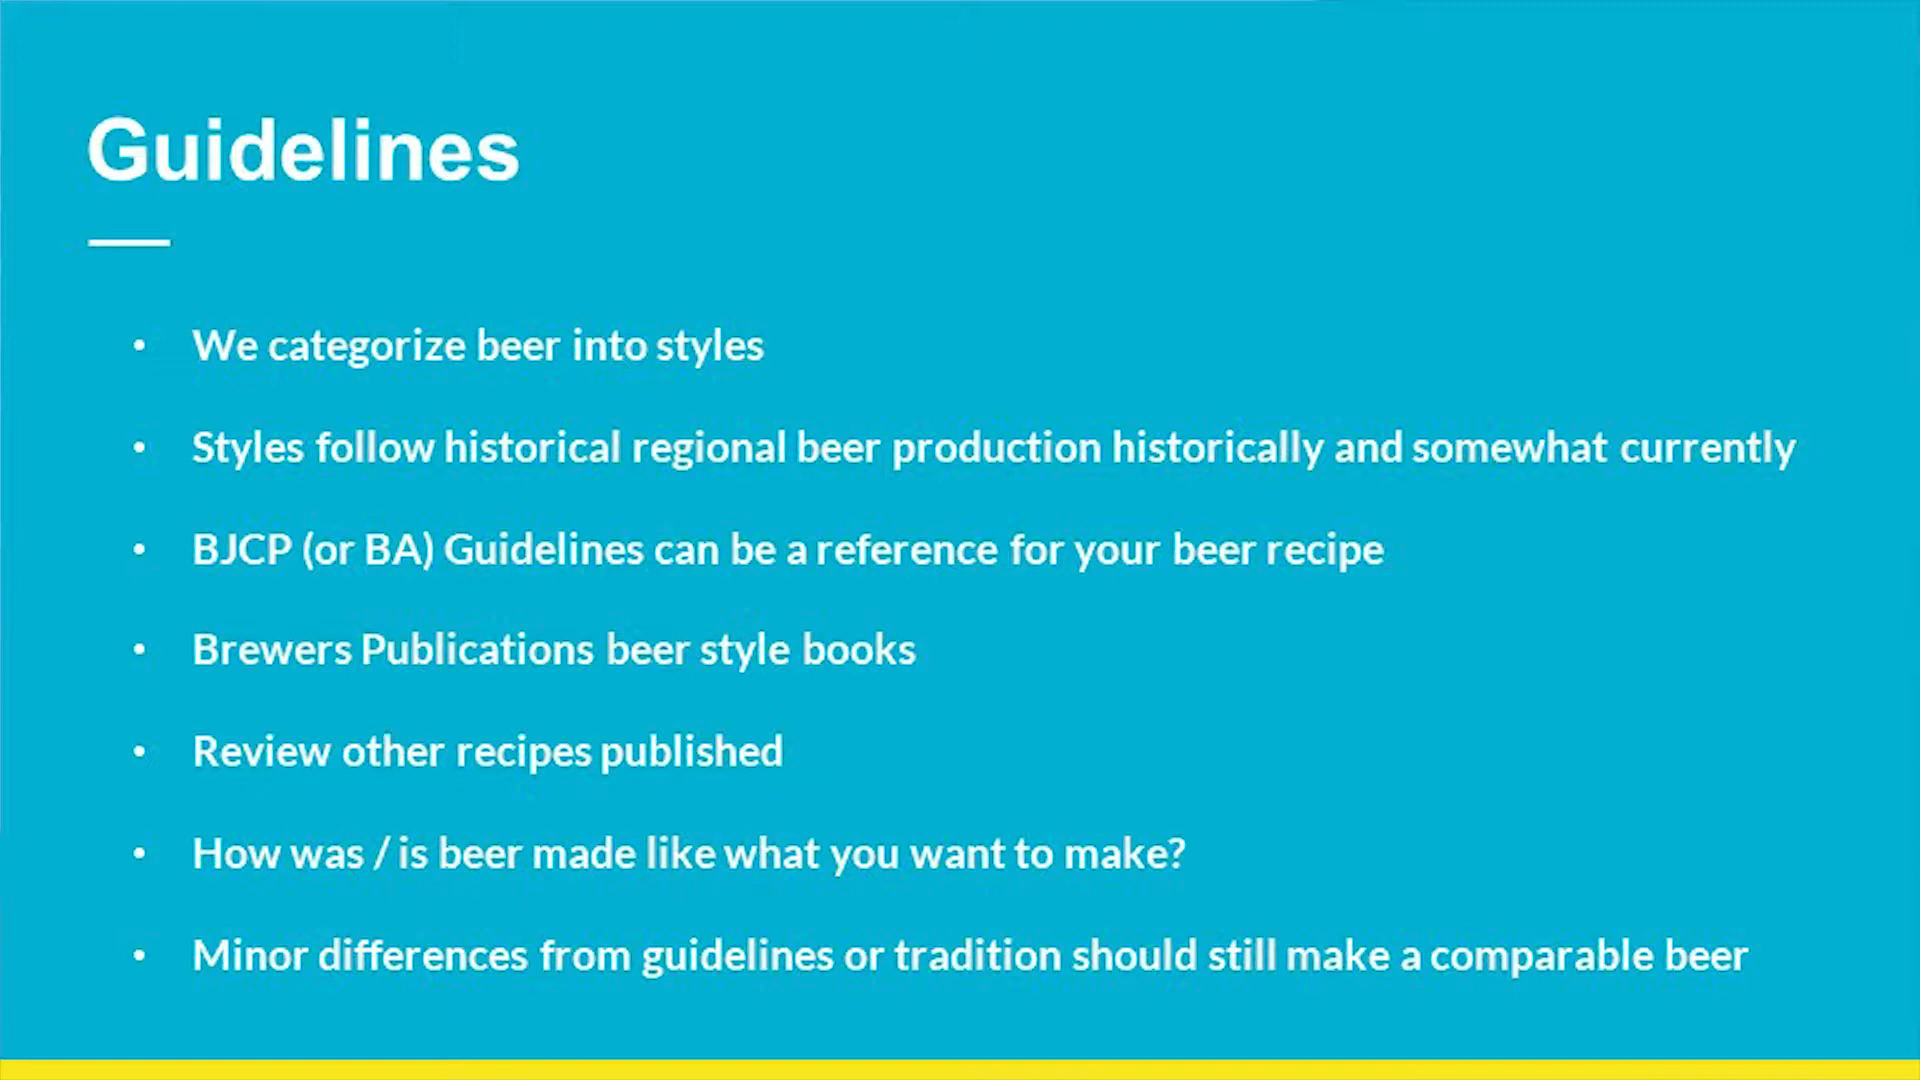 Guidelines
• We categorize beer into styles
• Styles follow historical regional beer production historically and somewhat currently
• BJCP (or BA) Guidelines can be a reference for your beer recipe
• Brewers Publications beer style books
• Review other recipes published
• How was / is beer made like what you want to make?
• Minor differences from guidelines or tradition should still make a comparable beer